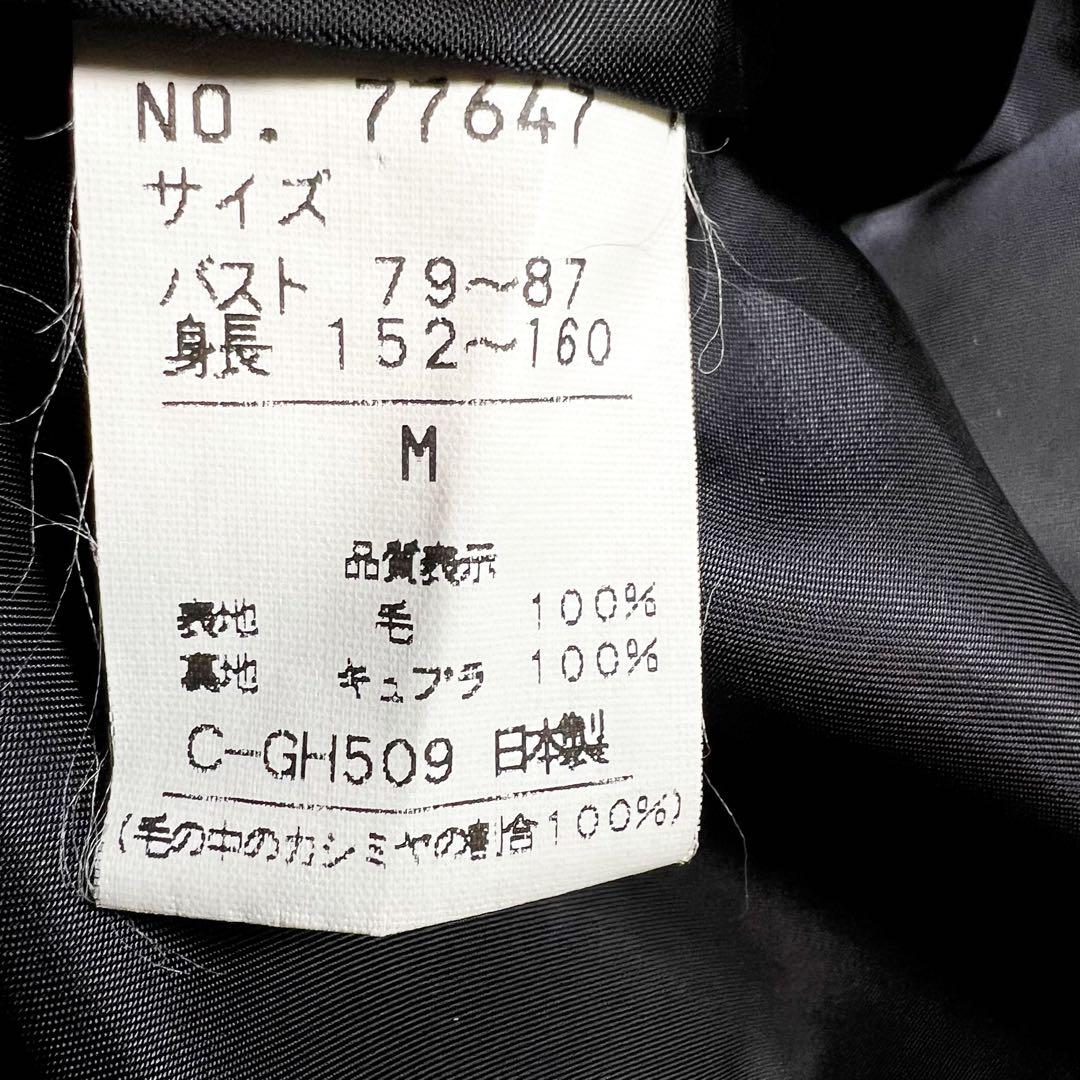 NO. 77647
サイズ
バスト 79～87
身長 152～160
M
品質表示
表地 毛 100%
裏地 キュプラ 100%
C-GH509 日本製
(毛の中のカシミヤの割合100%)